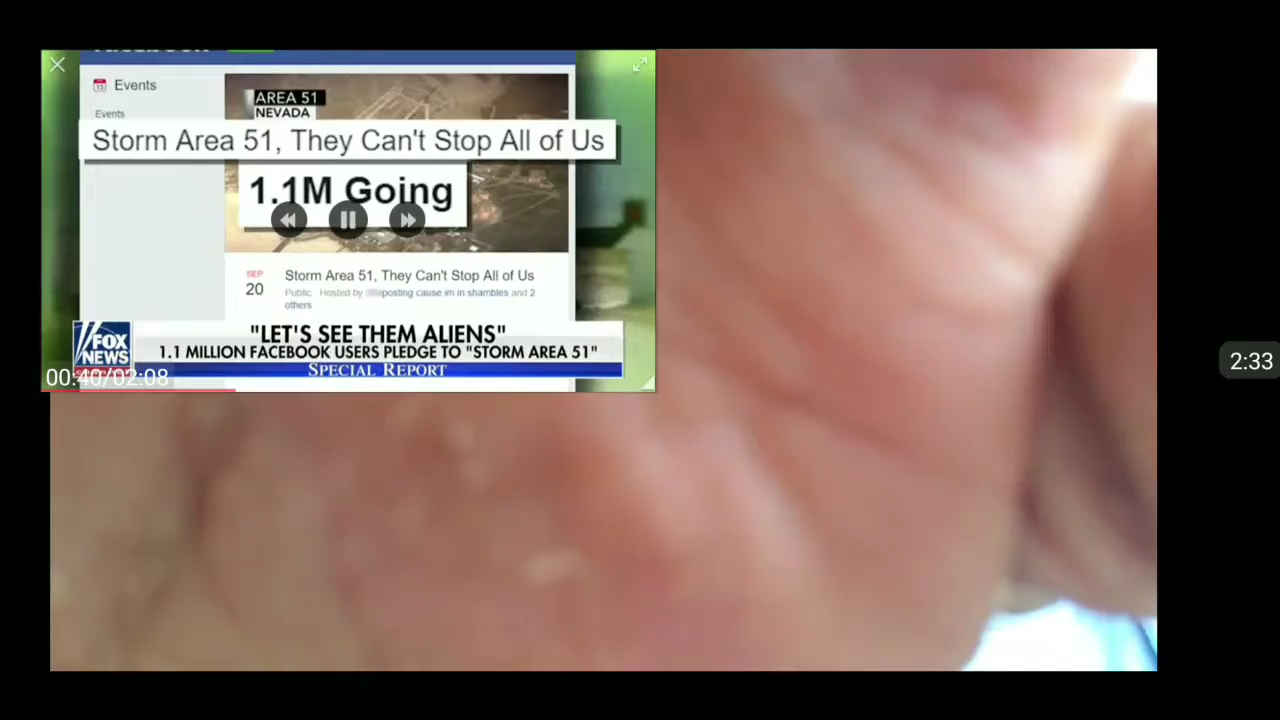 Events
Events
AREA 51
NEVADA
Storm Area 51, They Can't Stop All of Us
1.1M Going
SEP
20
Storm Area 51, They Can't Stop All of Us
Public Hosted by posting cause im in shambles and 2
others
FOX
NEWS
"LET'S SEE THEM ALIENS"
1.1 MILLION FACEBOOK USERS PLEDGE TO "STORM AREA 51"
SPECIAL REPORT
00:40/02:08
2:33